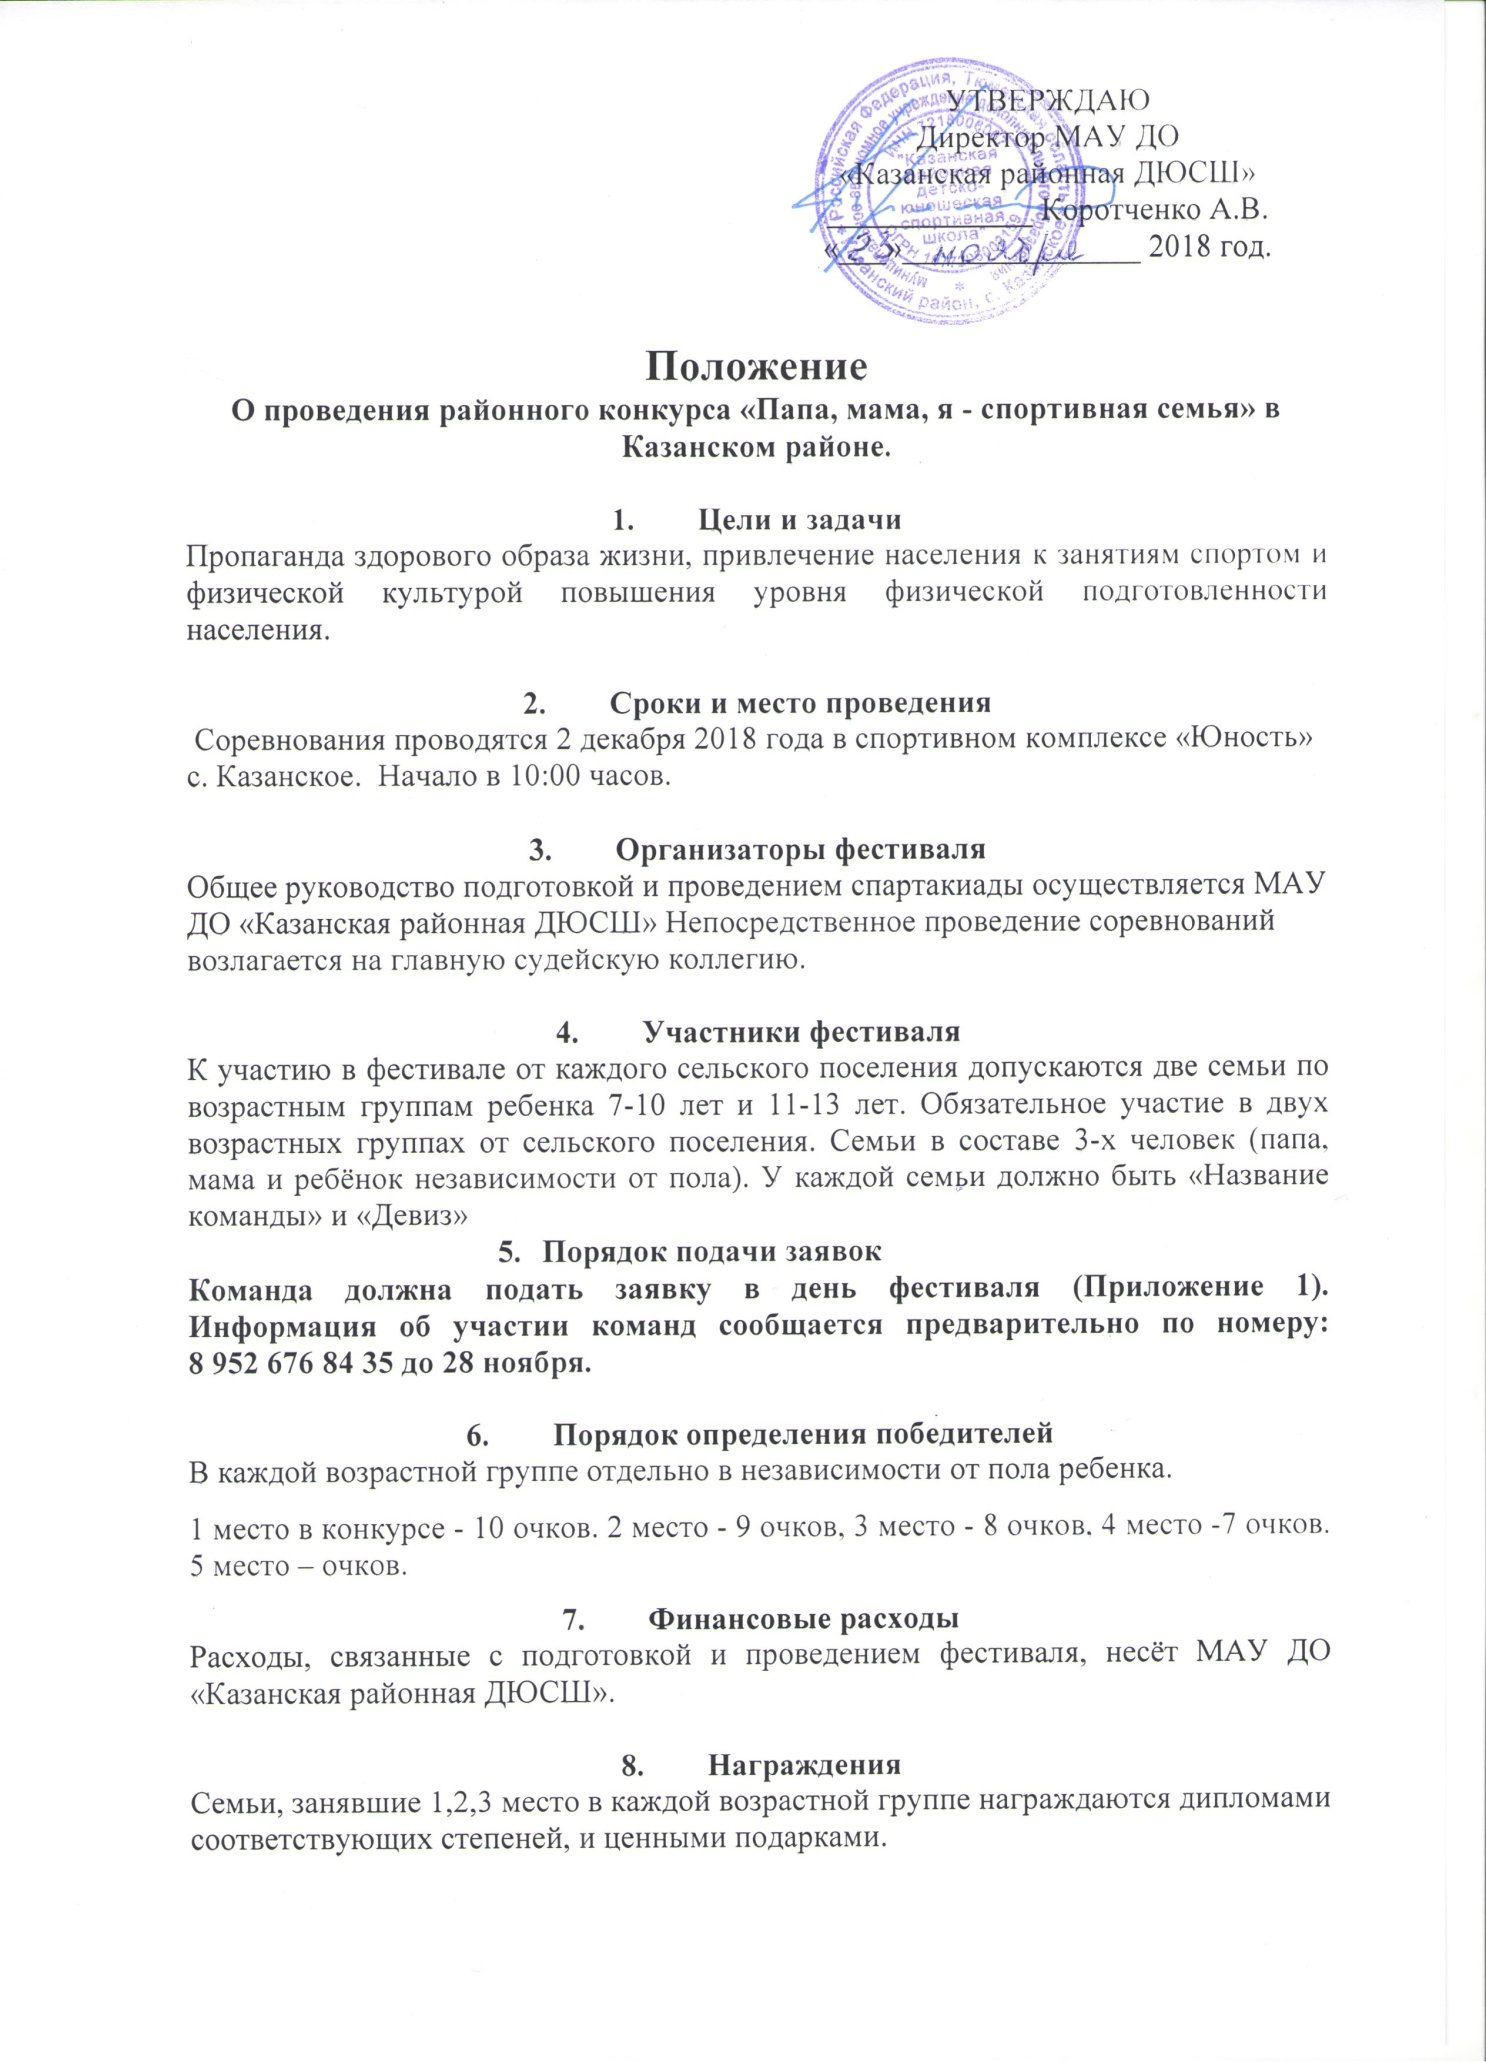 УТВЕРЖДАЮ
Директор МАУ ДО
«Казанская районная ДЮСШ»
Коротченко А.В.
« » ноября 2018 год.
"Казанская
районная
детско-
юношеская
спортивная
школа"
Положение
О проведения районного конкурса «Папа, мама, я - спортивная семья» в
Казанском районе.
1. Цели и задачи
Пропаганда здорового образа жизни, привлечение населения к занятиям спортом и
физической культурой повышения уровня физической подготовленности
населения.
2. Сроки и место проведения
Соревнования проводятся 2 декабря 2018 года в спортивном комплексе «Юность»
с. Казанское. Начало в 10:00 часов.
3. Организаторы фестиваля
Общее руководство подготовкой и проведением спартакиады осуществляется МАУ
ДО «Казанская районная ДЮСШ» Непосредственное проведение соревнований
возлагается на главную судейскую коллегию.
4. Участники фестиваля
К участию в фестивале от каждого сельского поселения допускаются две семьи по
возрастным группам ребенка 7-10 лет и 11-13 лет. Обязательное участие в двух
возрастных группах от сельского поселения. Семьи в составе 3-х человек (папа,
мама и ребёнок независимости от пола). У каждой семьи должно быть «Название
команды» и «Девиз»
5. Порядок подачи заявок
Команда должна подать заявку в день фестиваля (Приложение 1).
Информация об участии команд сообщается предварительно по номеру:
8 952 676 84 35 до 28 ноября.
6. Порядок определения победителей
В каждой возрастной группе отдельно в независимости от пола ребенка.
1 место в конкурсе - 10 очков. 2 место - 9 очков, 3 место - 8 очков. 4 место -7 очков.
5 место – очков.
7. Финансовые расходы
Расходы, связанные с подготовкой и проведением фестиваля, несёт МАУ ДО
«Казанская районная ДЮСШ».
8. Награждения
Семьи, занявшие 1,2,3 место в каждой возрастной группе награждаются дипломами
соответствующих степеней, и ценными подарками.